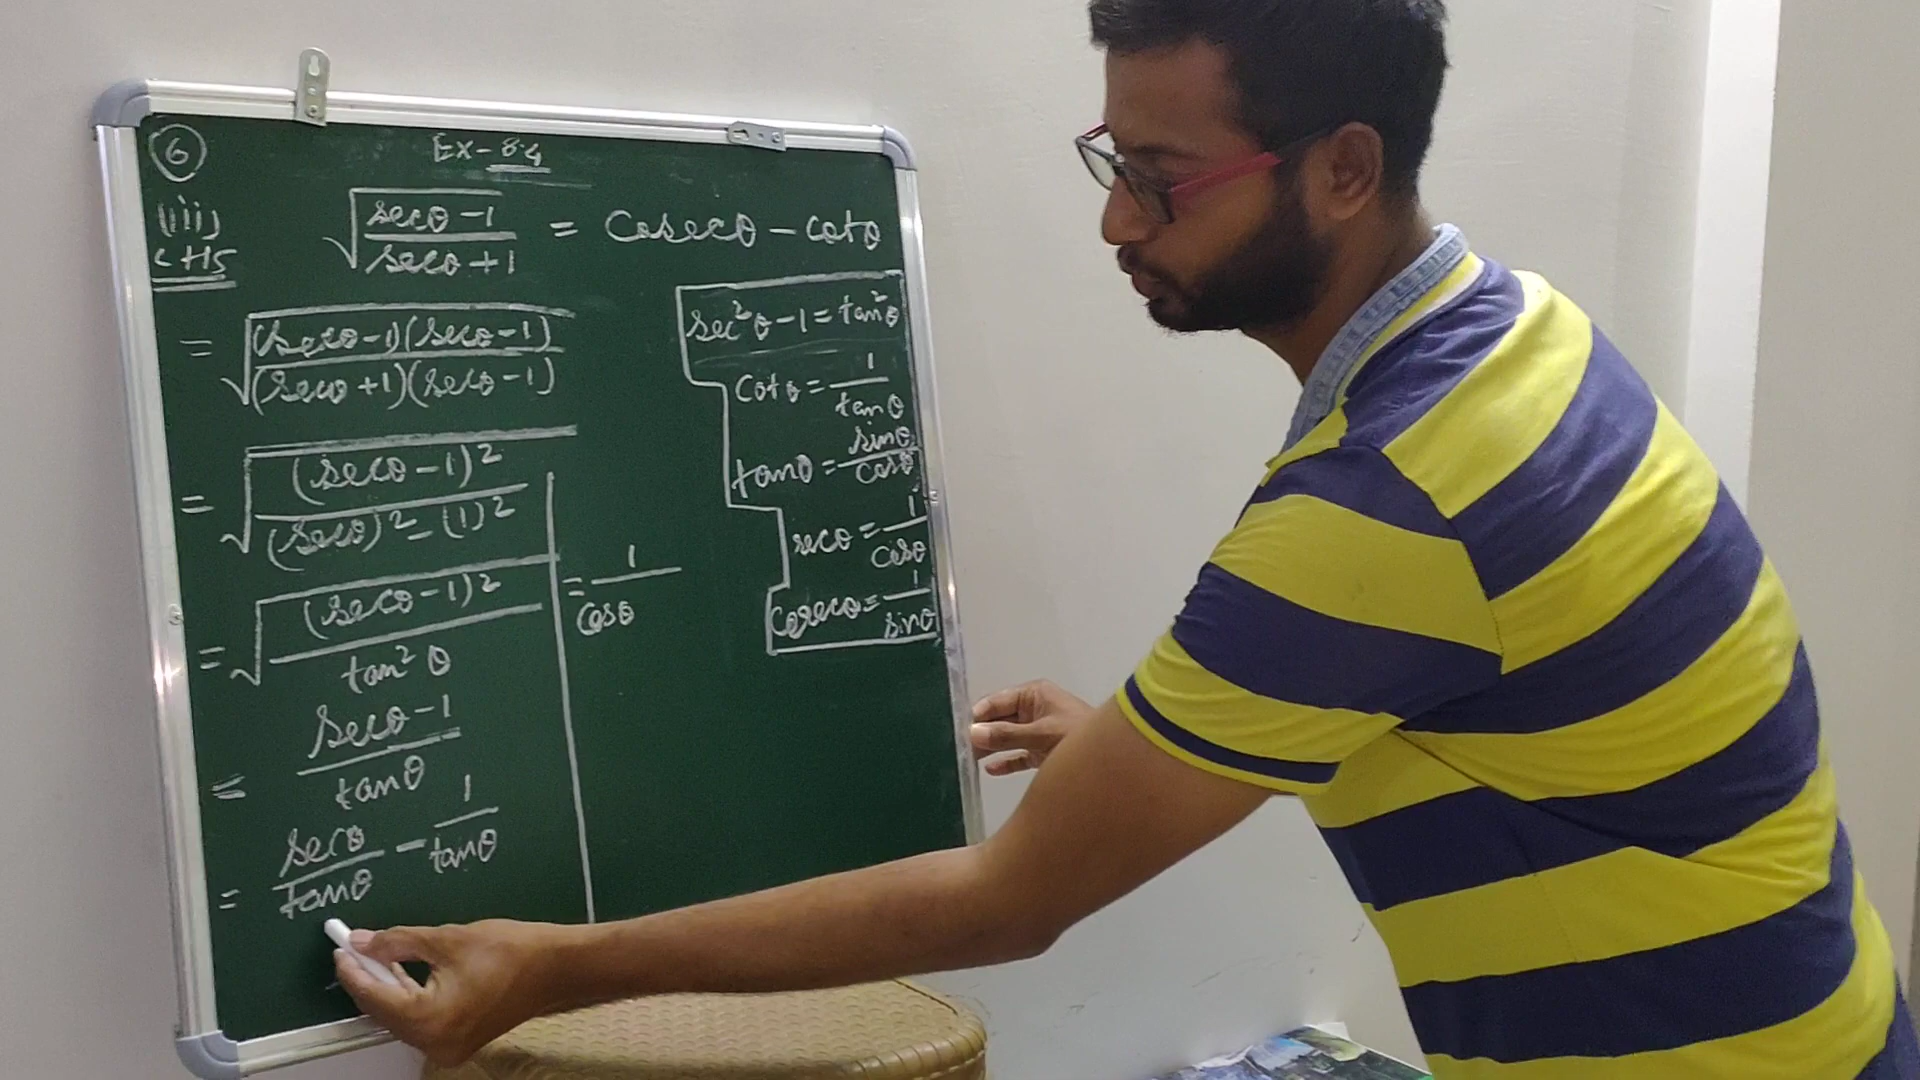 6
Ex-8.4
(iii) √((secθ-1)/(secθ+1)) = Cosecθ - cotθ
LHS
= √((secθ-1)(secθ-1)/(secθ+1)(secθ-1))
= √((secθ-1)²/(secθ)²-(1)²)
= √((secθ-1)²/tan²θ)
= (secθ-1)/tanθ
= secθ/tanθ - 1/tanθ
= 1/Cosθ
sec²θ-1=tan²θ
Cotθ=1/tanθ
tanθ=sinθ/cosθ
secθ=1/cosθ
Cosecθ=1/sinθ